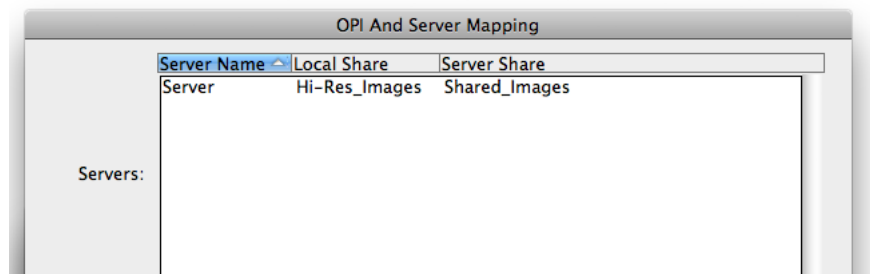 OPI And Server Mapping
Server Name Local Share Server Share
Server Hi-Res_Images Shared_Images
Servers: